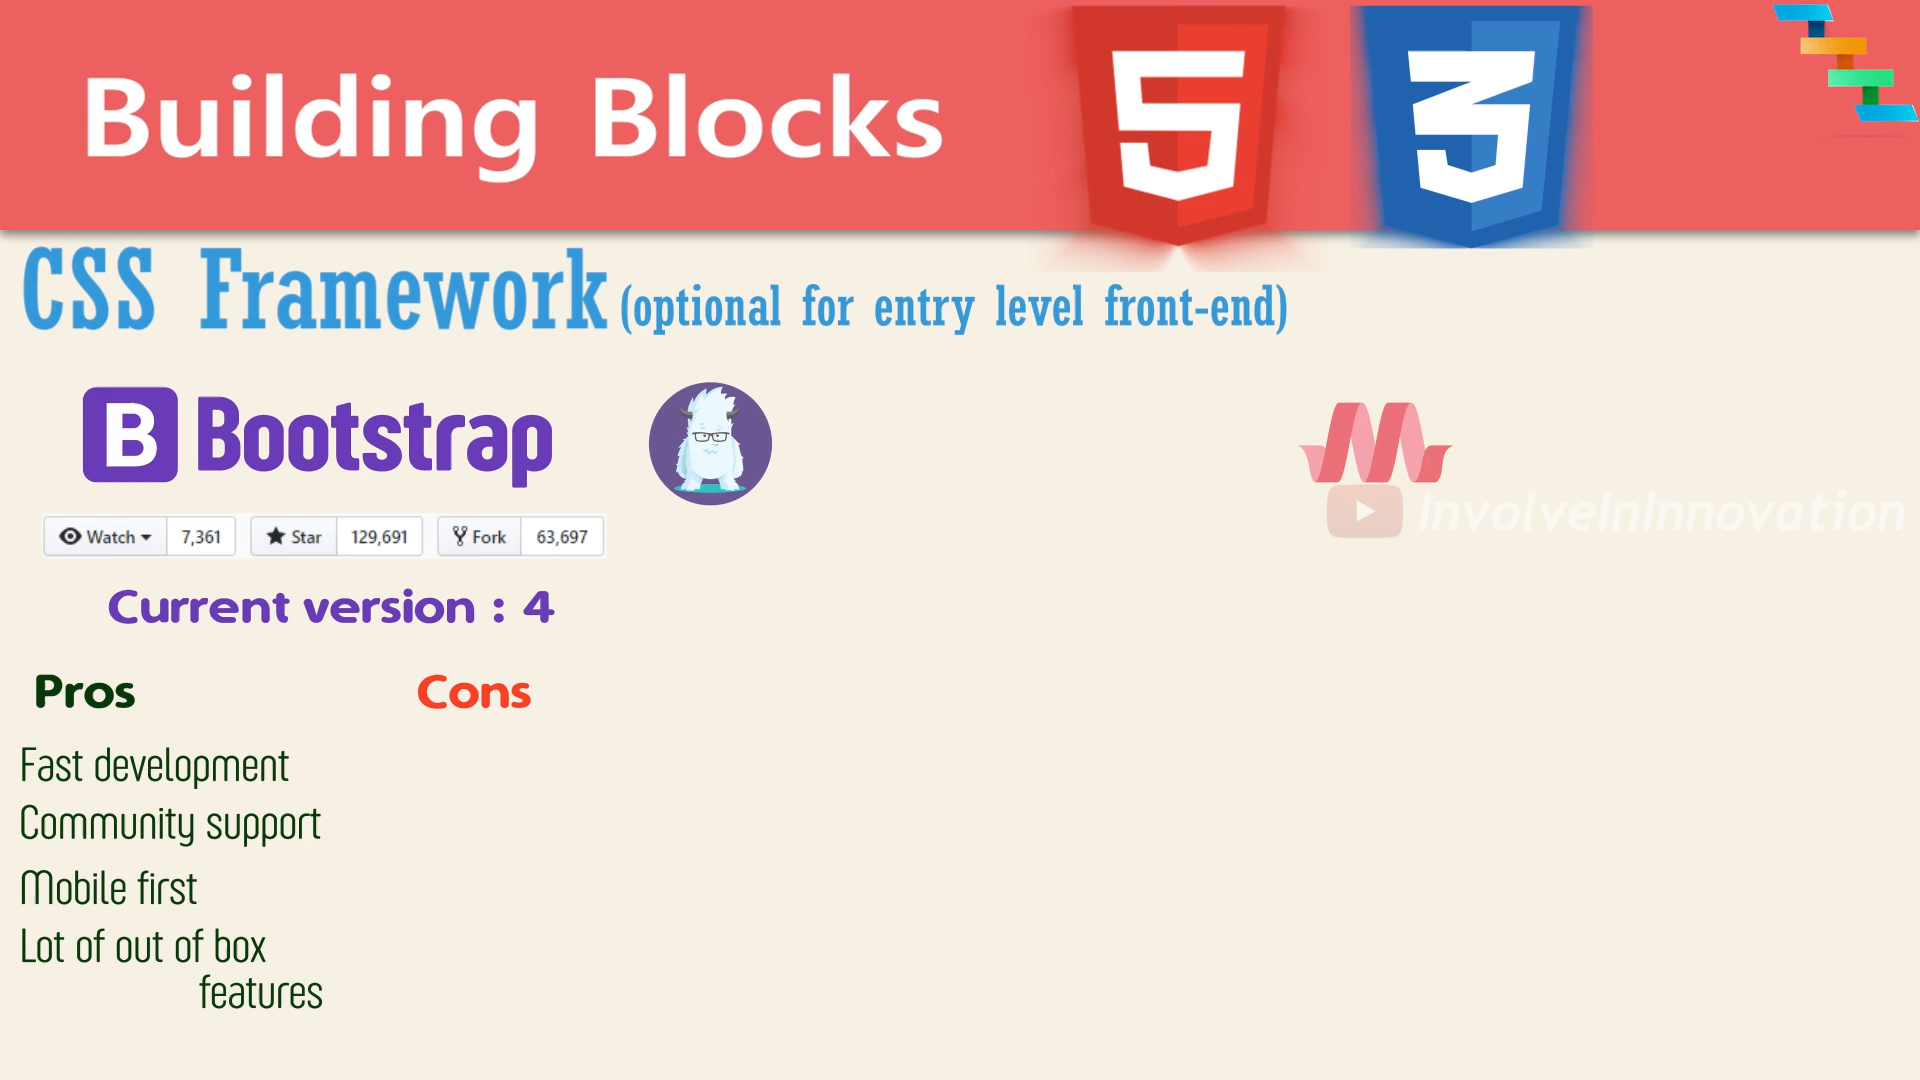 Building Blocks
5
3
CSS Framework (optional for entry level front-end)
B Bootstrap
Watch 7,361 Star 129,691 Fork 63,697
InvolveInInnovation
Current version : 4
Pros
Cons
Fast development
Community support
Mobile first
Lot of out of box
features